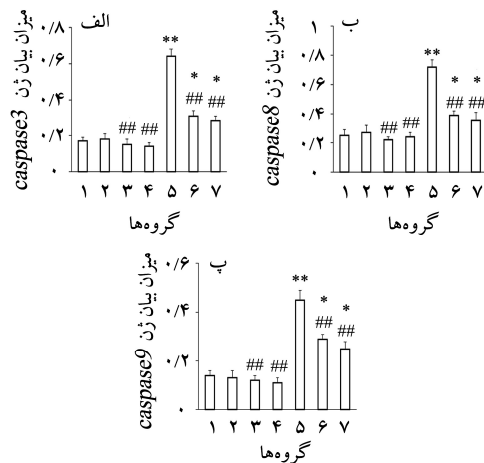 الف
میزان بیان ژن caspase3
۰/۸
۰/۶
۰/۴
۰/۲
۰
** * *
## ## ## ##
۱ ۲ ۳ ۴ ۵ ۶ ۷
گروه‌ها
ب
میزان بیان ژن caspase8
۱
۰/۸
۰/۶
۰/۴
۰/۲
۰
** * *
## ## ## ##
۱ ۲ ۳ ۴ ۵ ۶ ۷
گروه‌ها
پ
میزان بیان ژن caspase9
۰/۶
۰/۴
۰/۲
۰
** * *
## ## ## ##
۱ ۲ ۳ ۴ ۵ ۶ ۷
گروه‌ها